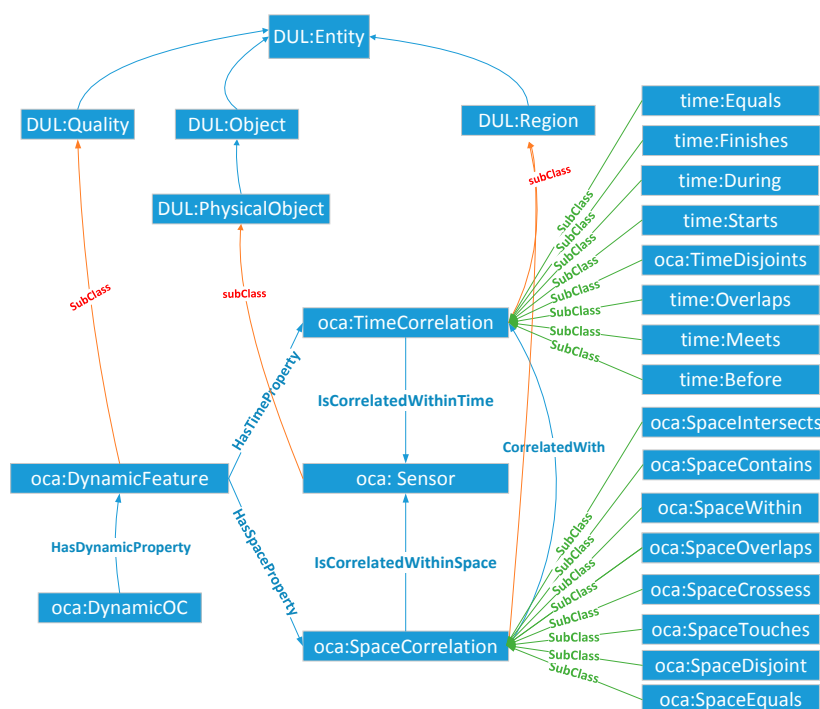 DUL:Entity
DUL:Quality
DUL:Object
DUL:Region
DUL:PhysicalObject
SubClass
subClass
subClass
oca:TimeCorrelation
HasTimeProperty
IsCorrelatedWithinTime
CorrelatedWith
oca:DynamicFeature
oca: Sensor
HasDynamicProperty
HasSpaceProperty
IsCorrelatedWithinSpace
oca:DynamicOC
oca:SpaceCorrelation
time:Equals
time:Finishes
time:During
time:Starts
oca:TimeDisjoints
time:Overlaps
time:Meets
time:Before
SubClass
SubClass
SubClass
SubClass
SubClass
SubClass
SubClass
SubClass
oca:SpaceIntersects
oca:SpaceContains
oca:SpaceWithin
oca:SpaceOverlaps
oca:SpaceCrossess
oca:SpaceTouches
oca:SpaceDisjoint
oca:SpaceEquals
SubClass
SubClass
SubClass
SubClass
SubClass
SubClass
SubClass
SubClass